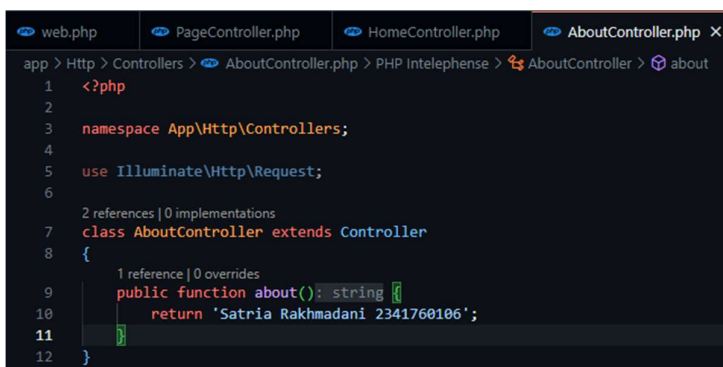 web.php PageController.php HomeController.php AboutController.php X
app > Http > Controllers > AboutController.php > PHP Intelephense > AboutController > about
1 <?php
2
3 namespace App\Http\Controllers;
4
5 use Illuminate\Http\Request;
6
2 references | 0 implementations
7 class AboutController extends Controller
8 {
1 reference | 0 overrides
9 public function about(): string {
10 return 'Satria Rakhmadani 2341760106';
11 }
12 }